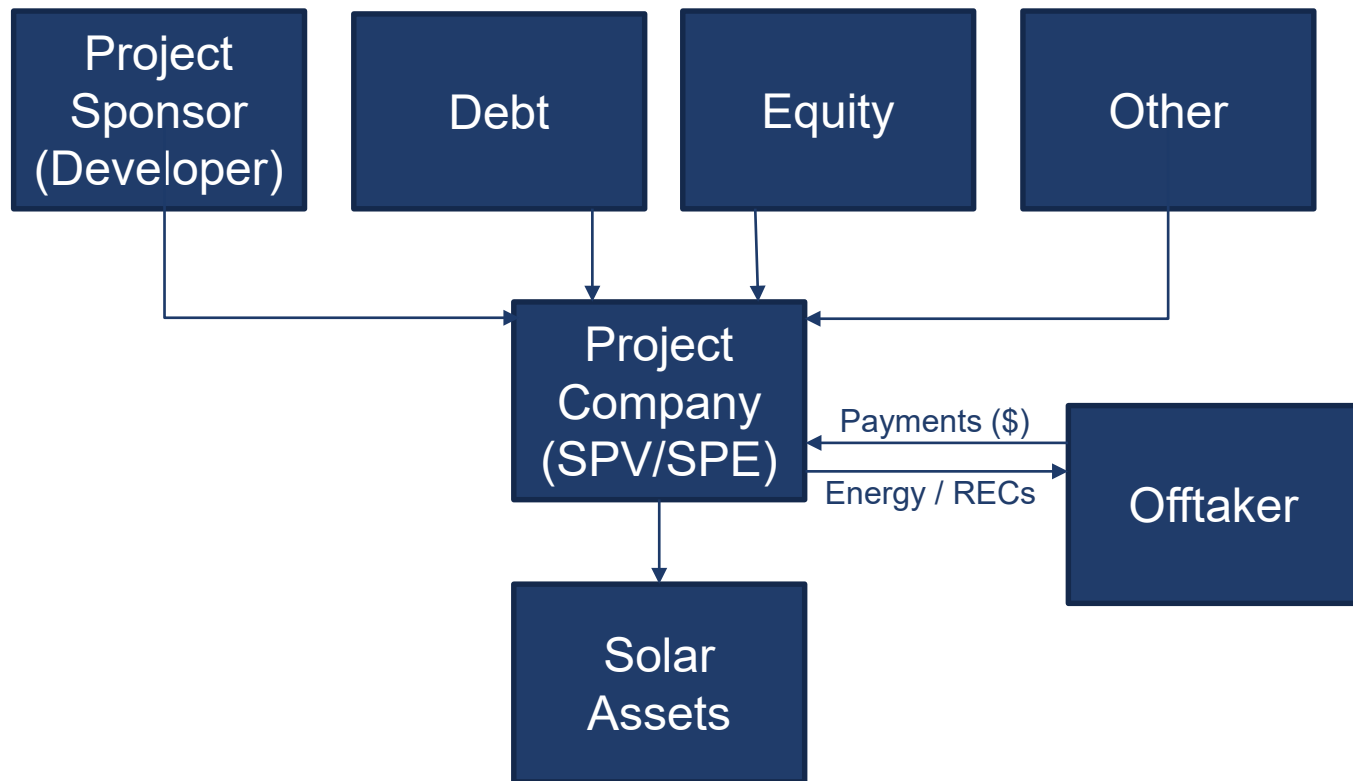 Project
Sponsor
(Developer)
Debt
Equity
Other
Project
Company
(SPV/SPE)
Payments ($)
Energy / RECs
Offtaker
Solar
Assets